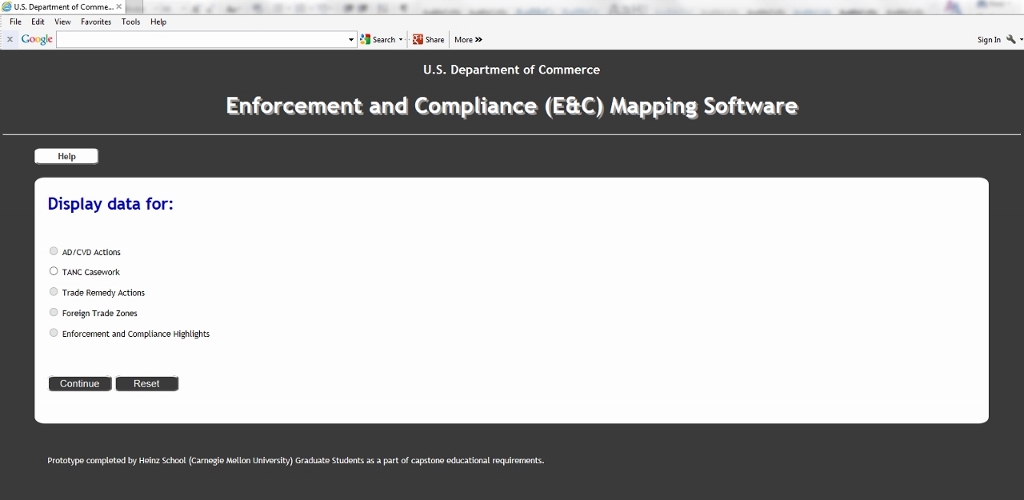 U.S. Department of Comme... ×
File Edit View Favorites Tools Help
x Google Search Share More »
Sign In
U.S. Department of Commerce
Enforcement and Compliance (E&C) Mapping Software
Help
Display data for:
AD/CVD Actions
TANC Casework
Trade Remedy Actions
Foreign Trade Zones
Enforcement and Compliance Highlights
Continue Reset
Prototype completed by Heinz School (Carnegie Mellon University) Graduate Students as a part of capstone educational requirements.